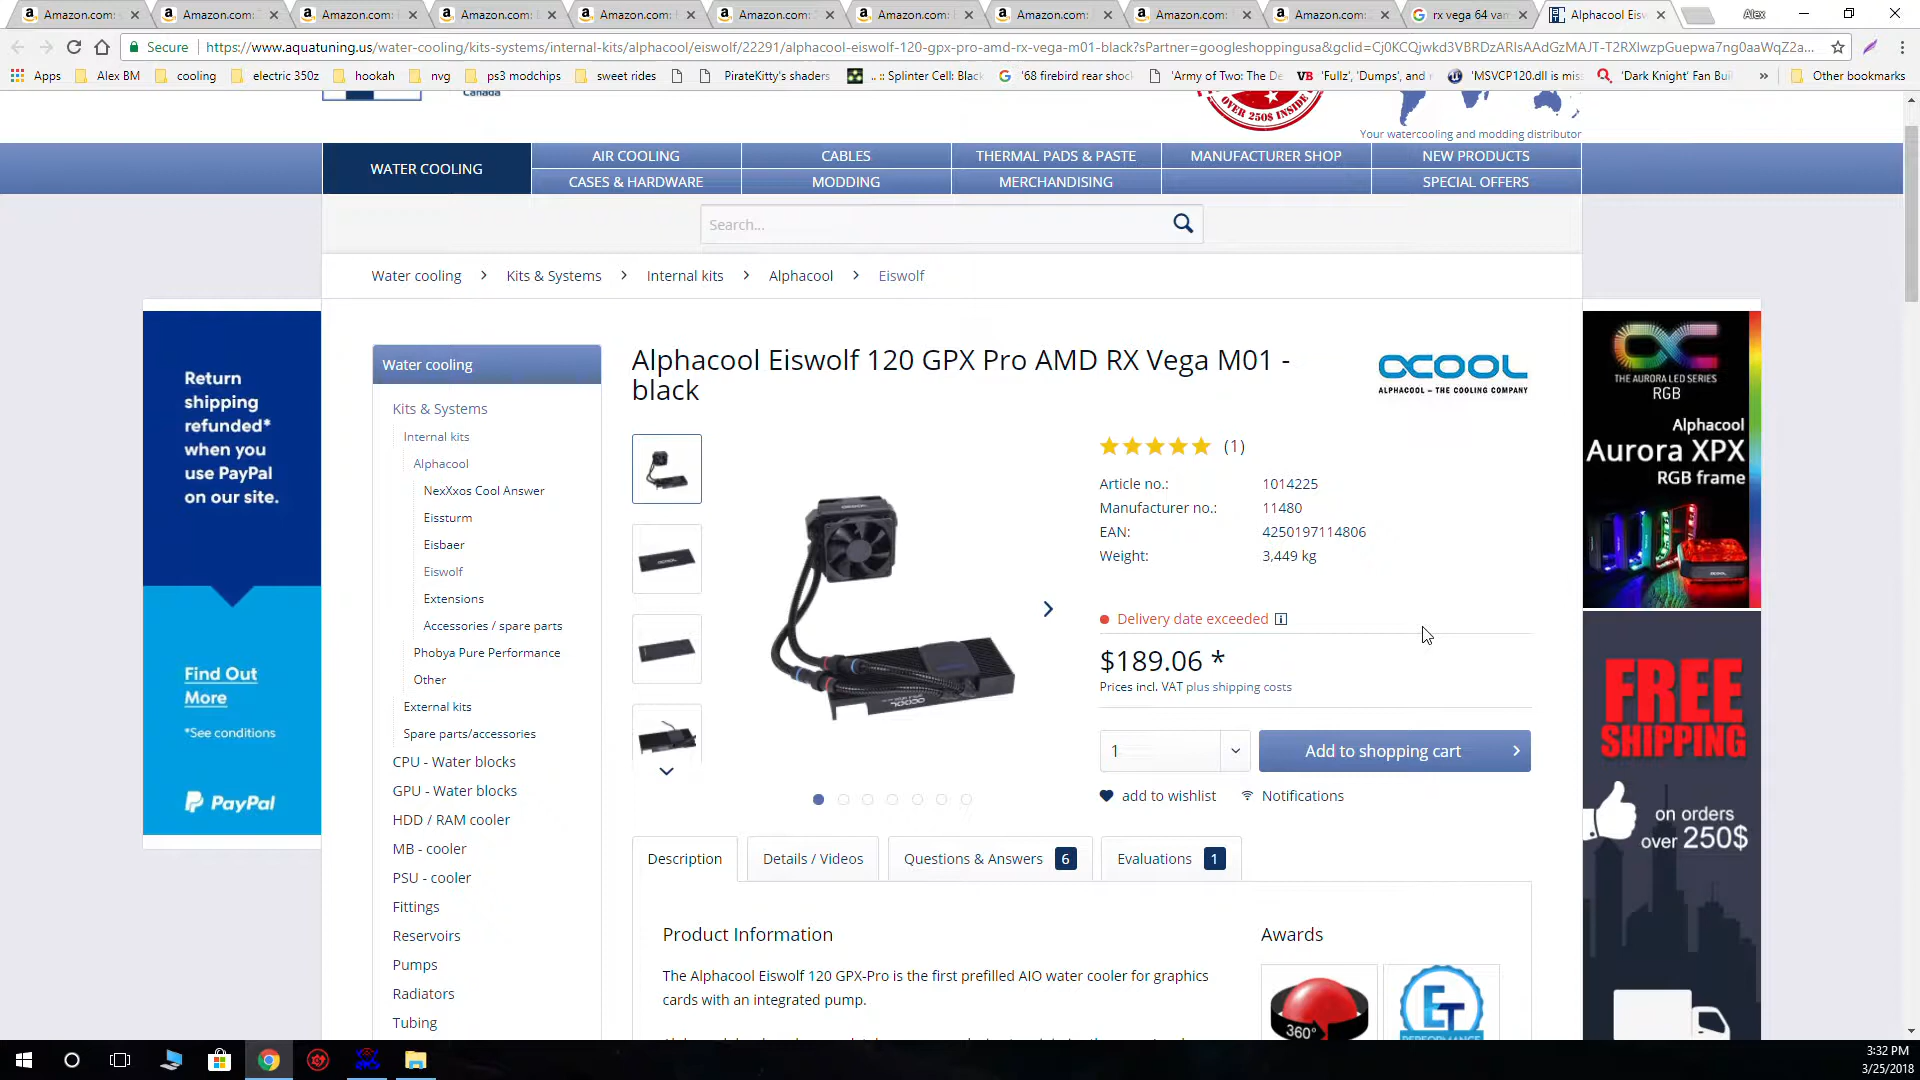 Amazon.com:
Amazon.com:
Amazon.com:
Amazon.com:
Amazon.com:
Amazon.com:
Amazon.com:
Amazon.com:
Amazon.com:
Amazon.com:
rx vega 64 van
Alphacool Eisw
Alex
Secure
https://www.aquatuning.us/water-cooling/kits-systems/internal-kits/alphacool/eiswolf/22291/alphacool-eiswolf-120-gpx-pro-amd-rx-vega-m01-black?sPartner=googleshoppingusa&gclid=Cj0KCQjwkd3VBRDzARIsAAdGzMAJT-T2RXlwzpGuepwa7ng0aaWqZ2a...
Apps
Alex BM
cooling
electric 350z
hookah
nvg
ps3 modchips
sweet rides
PirateKitty's shaders
.. :: Splinter Cell: Black
'68 firebird rear shock
'Army of Two: The De
'Fullz', 'Dumps', and
'MSVCP120.dll is miss
'Dark Knight' Fan Buil
»
Other bookmarks
Canada
OVER 250$ INSIDE
Your watercooling and modding distributor
WATER COOLING
AIR COOLING
CABLES
THERMAL PADS & PASTE
MANUFACTURER SHOP
NEW PRODUCTS
CASES & HARDWARE
MODDING
MERCHANDISING
SPECIAL OFFERS
Search...
Water cooling > Kits & Systems > Internal kits > Alphacool > Eiswolf
Return
shipping
refunded*
when you
use PayPal
on our site.
Find Out
More
*See conditions
PayPal
Water cooling
Kits & Systems
Internal kits
Alphacool
NexXxos Cool Answer
Eissturm
Eisbaer
Eiswolf
Extensions
Accessories / spare parts
Phobya Pure Performance
Other
External kits
Spare parts/accessories
CPU - Water blocks
GPU - Water blocks
HDD / RAM cooler
MB - cooler
PSU - cooler
Fittings
Reservoirs
Pumps
Radiators
Tubing
Alphacool Eiswolf 120 GPX Pro AMD RX Vega M01 -
black
OCOOL
ALPHACOOL – THE COOLING COMPANY
(1)
Article no.: 1014225
Manufacturer no.: 11480
EAN: 4250197114806
Weight: 3,449 kg
Delivery date exceeded
$189.06 *
Prices incl. VAT plus shipping costs
1
Add to shopping cart
add to wishlist
Notifications
Description
Details / Videos
Questions & Answers 6
Evaluations 1
Product Information
The Alphacool Eiswolf 120 GPX-Pro is the first prefilled AIO water cooler for graphics
cards with an integrated pump.
Awards
360°
ET
PERFORMANCE
THE AURORA LED SERIES
RGB
Alphacool
Aurora XPX
RGB frame
FREE
SHIPPING
on orders
over 250$
3:32 PM
3/25/2018